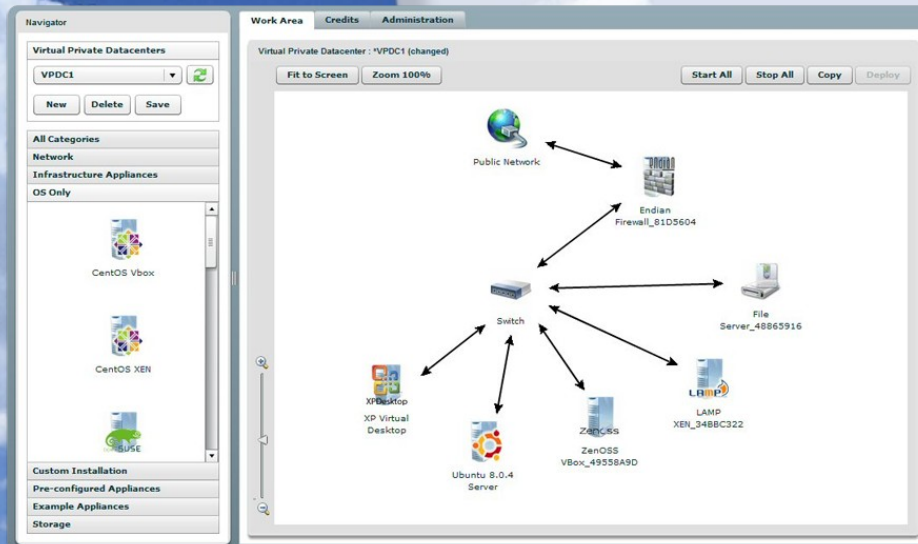 Navigator
Virtual Private Datacenters
VPDC1
New Delete Save
All Categories
Network
Infrastructure Appliances
OS Only
CentOS Vbox
CentOS XEN
SUSE
Custom Installation
Pre-configured Appliances
Example Appliances
Storage
Work Area Credits Administration
Virtual Private Datacenter : *VPDC1 (changed)
Fit to Screen Zoom 100% Start All Stop All Copy Deploy
Public Network
endian
Endian
Firewall_81D5604
Switch
File
Server_48865916
XPDesktop
XP Virtual
Desktop
Ubuntu 8.0.4
Server
Zenoss
ZenOSS
VBox_49558A9D
LAMP
LAMP
XEN_34BBC322